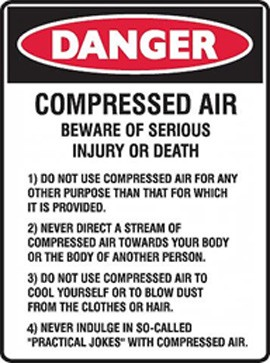 DANGER
COMPRESSED AIR
BEWARE OF SERIOUS
INJURY OR DEATH
1) DO NOT USE COMPRESSED AIR FOR ANY
OTHER PURPOSE THAN THAT FOR WHICH
IT IS PROVIDED.
2) NEVER DIRECT A STREAM OF
COMPRESSED AIR TOWARDS YOUR BODY
OR THE BODY OF ANOTHER PERSON.
3) DO NOT USE COMPRESSED AIR TO
COOL YOURSELF OR TO BLOW DUST
FROM THE CLOTHES OR HAIR.
4) NEVER INDULGE IN SO-CALLED
"PRACTICAL JOKES" WITH COMPRESSED AIR.